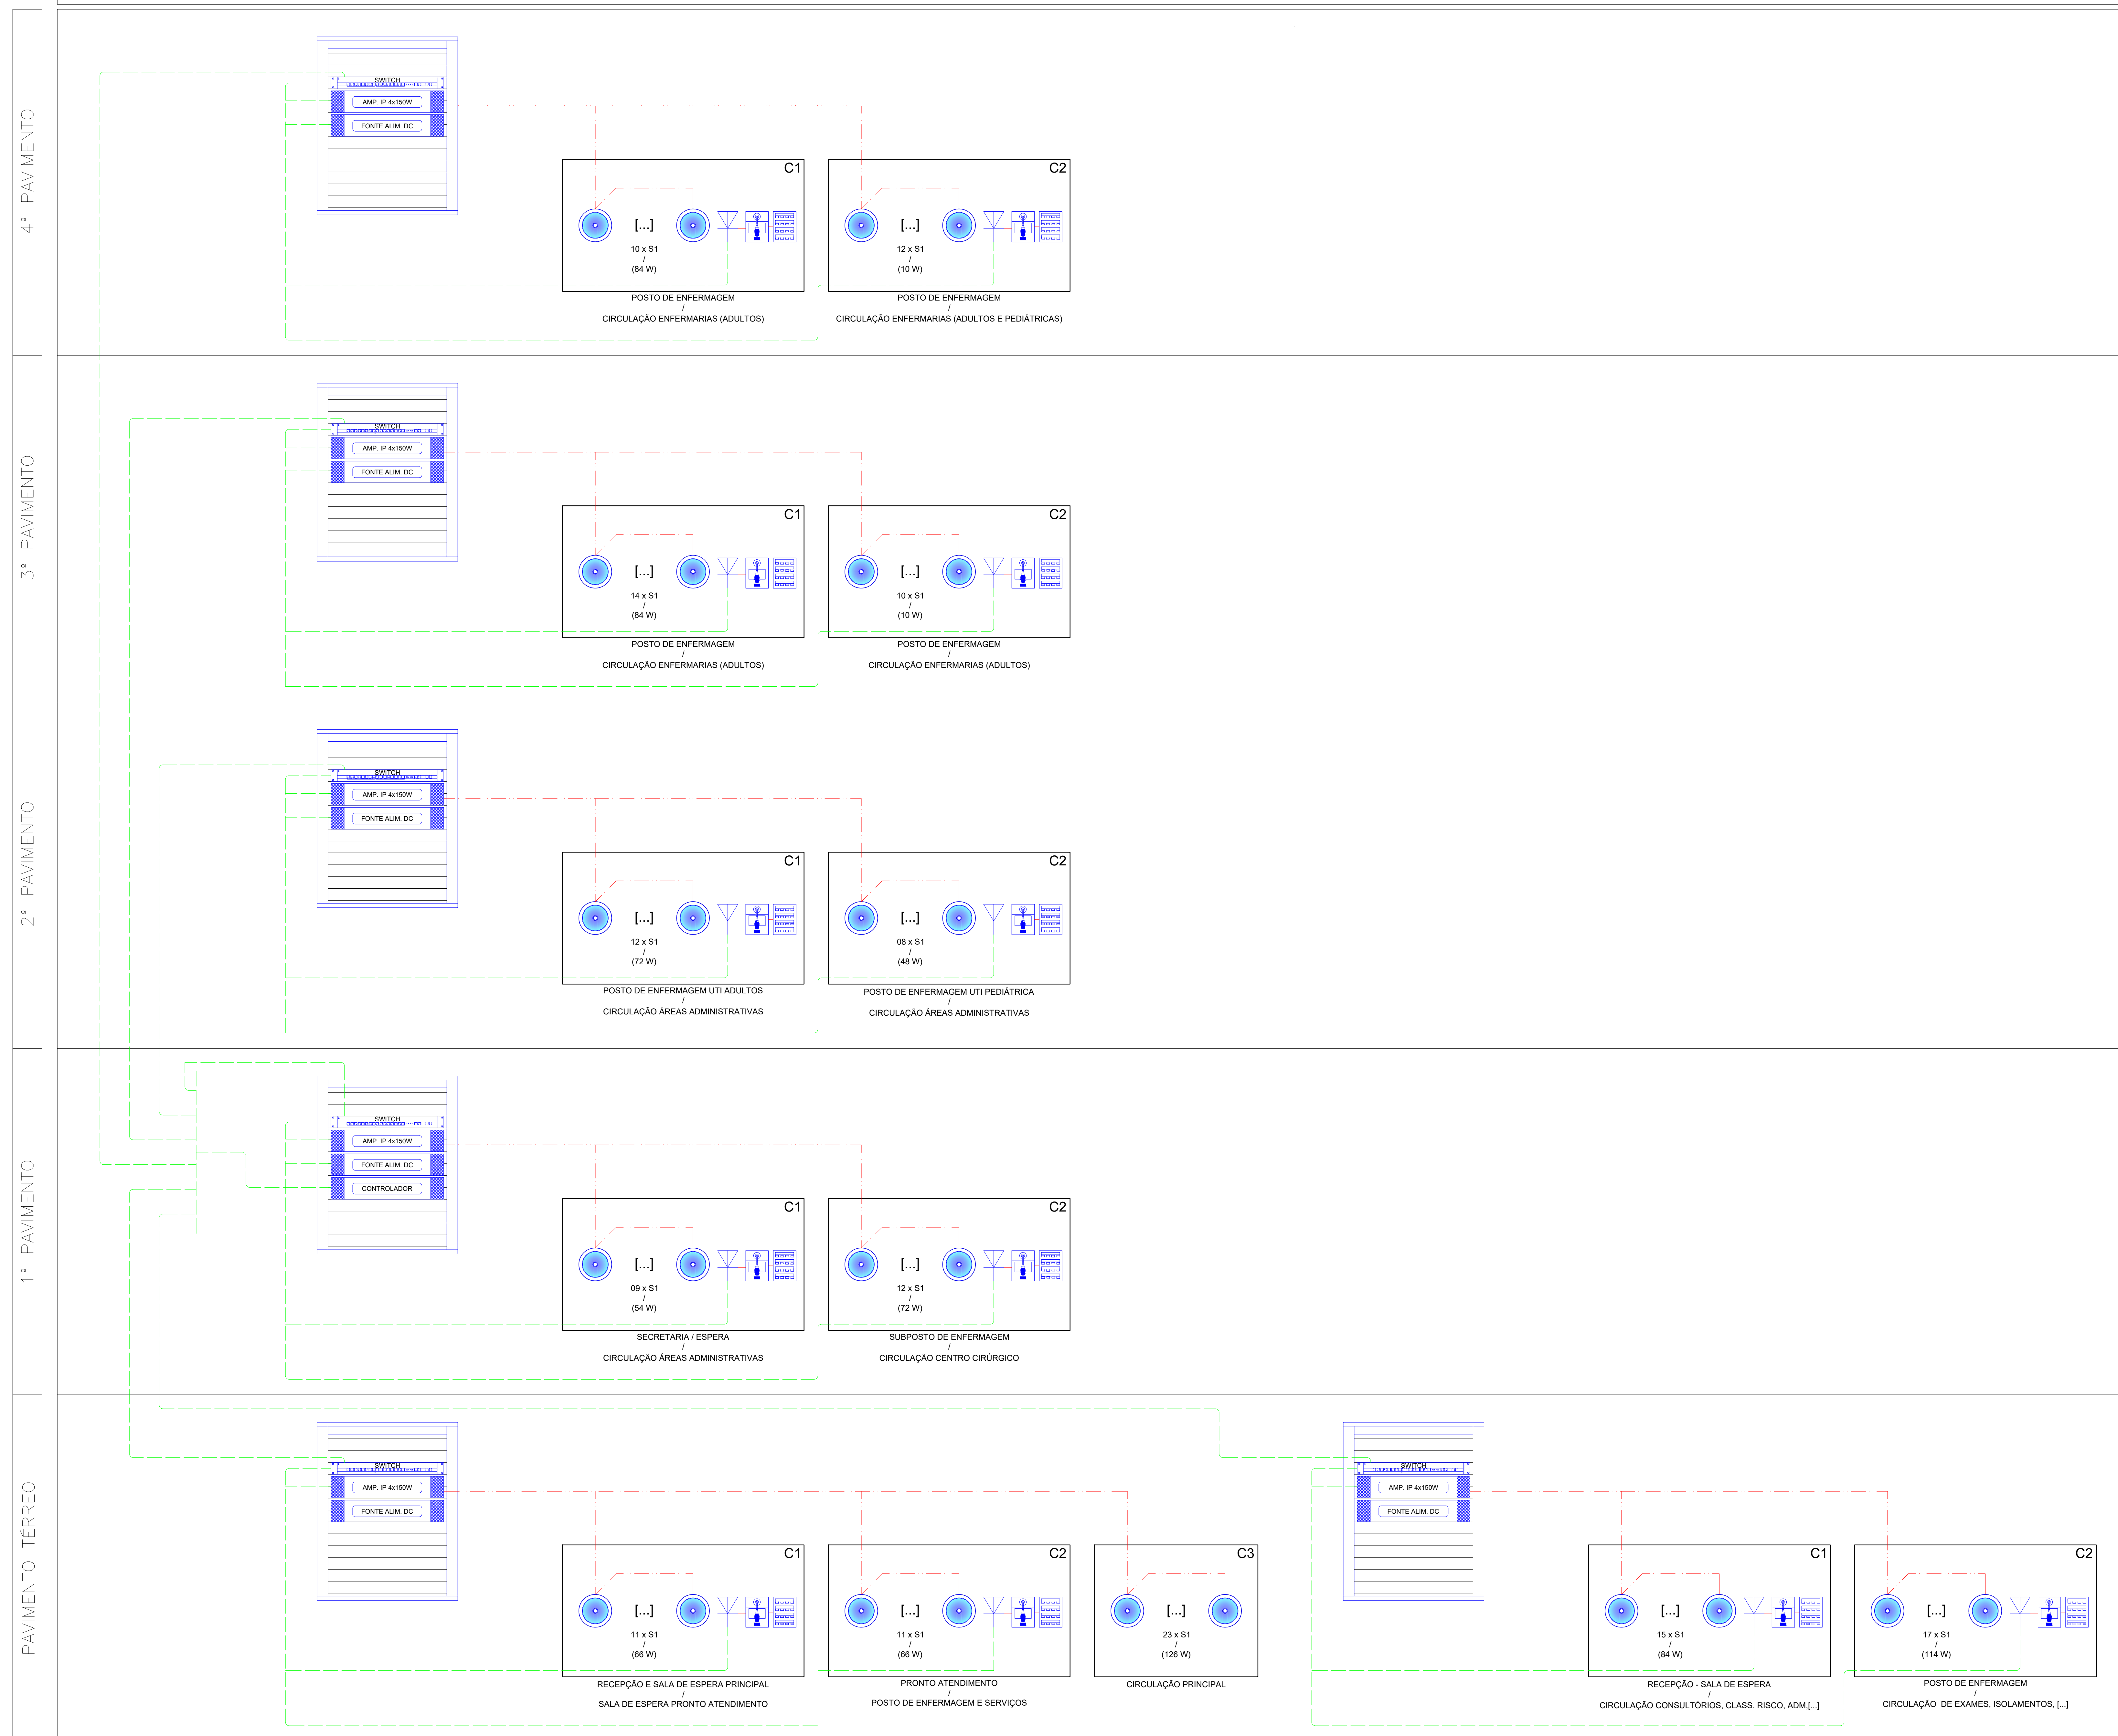 4º PAVIMENTO
SWITCH
AMP. IP 4x150W
FONTE ALIM. DC
C1
[...]
10 x S1
/
(84 W)
POSTO DE ENFERMAGEM
/
CIRCULAÇÃO ENFERMARIAS (ADULTOS)
C2
[...]
12 x S1
/
(10 W)
POSTO DE ENFERMAGEM
/
CIRCULAÇÃO ENFERMARIAS (ADULTOS E PEDIÁTRICAS)
3º PAVIMENTO
SWITCH
AMP. IP 4x150W
FONTE ALIM. DC
C1
[...]
14 x S1
/
(84 W)
POSTO DE ENFERMAGEM
/
CIRCULAÇÃO ENFERMARIAS (ADULTOS)
C2
[...]
10 x S1
/
(10 W)
POSTO DE ENFERMAGEM
/
CIRCULAÇÃO ENFERMARIAS (ADULTOS)
2º PAVIMENTO
SWITCH
AMP. IP 4x150W
FONTE ALIM. DC
C1
[...]
12 x S1
/
(72 W)
POSTO DE ENFERMAGEM UTI ADULTOS
/
CIRCULAÇÃO ÁREAS ADMINISTRATIVAS
C2
[...]
08 x S1
/
(48 W)
POSTO DE ENFERMAGEM UTI PEDIÁTRICA
/
CIRCULAÇÃO ÁREAS ADMINISTRATIVAS
1º PAVIMENTO
SWITCH
AMP. IP 4x150W
FONTE ALIM. DC
CONTROLADOR
C1
[...]
09 x S1
/
(54 W)
SECRETARIA / ESPERA
/
CIRCULAÇÃO ÁREAS ADMINISTRATIVAS
C2
[...]
12 x S1
/
(72 W)
SUBPOSTO DE ENFERMAGEM
/
CIRCULAÇÃO CENTRO CIRÚRGICO
PAVIMENTO TÉRREO
SWITCH
AMP. IP 4x150W
FONTE ALIM. DC
C1
[...]
11 x S1
/
(66 W)
RECEPÇÃO E SALA DE ESPERA PRINCIPAL
/
SALA DE ESPERA PRONTO ATENDIMENTO
C2
[...]
11 x S1
/
(66 W)
PRONTO ATENDIMENTO
/
POSTO DE ENFERMAGEM E SERVIÇOS
C3
[...]
23 x S1
/
(126 W)
CIRCULAÇÃO PRINCIPAL
SWITCH
AMP. IP 4x150W
FONTE ALIM. DC
C1
[...]
15 x S1
/
(84 W)
RECEPÇÃO - SALA DE ESPERA
/
CIRCULAÇÃO CONSULTÓRIOS, CLASS. RISCO, ADM,[...]
C2
[...]
17 x S1
/
(114 W)
POSTO DE ENFERMAGEM
/
CIRCULAÇÃO DE EXAMES, ISOLAMENTOS, [...]